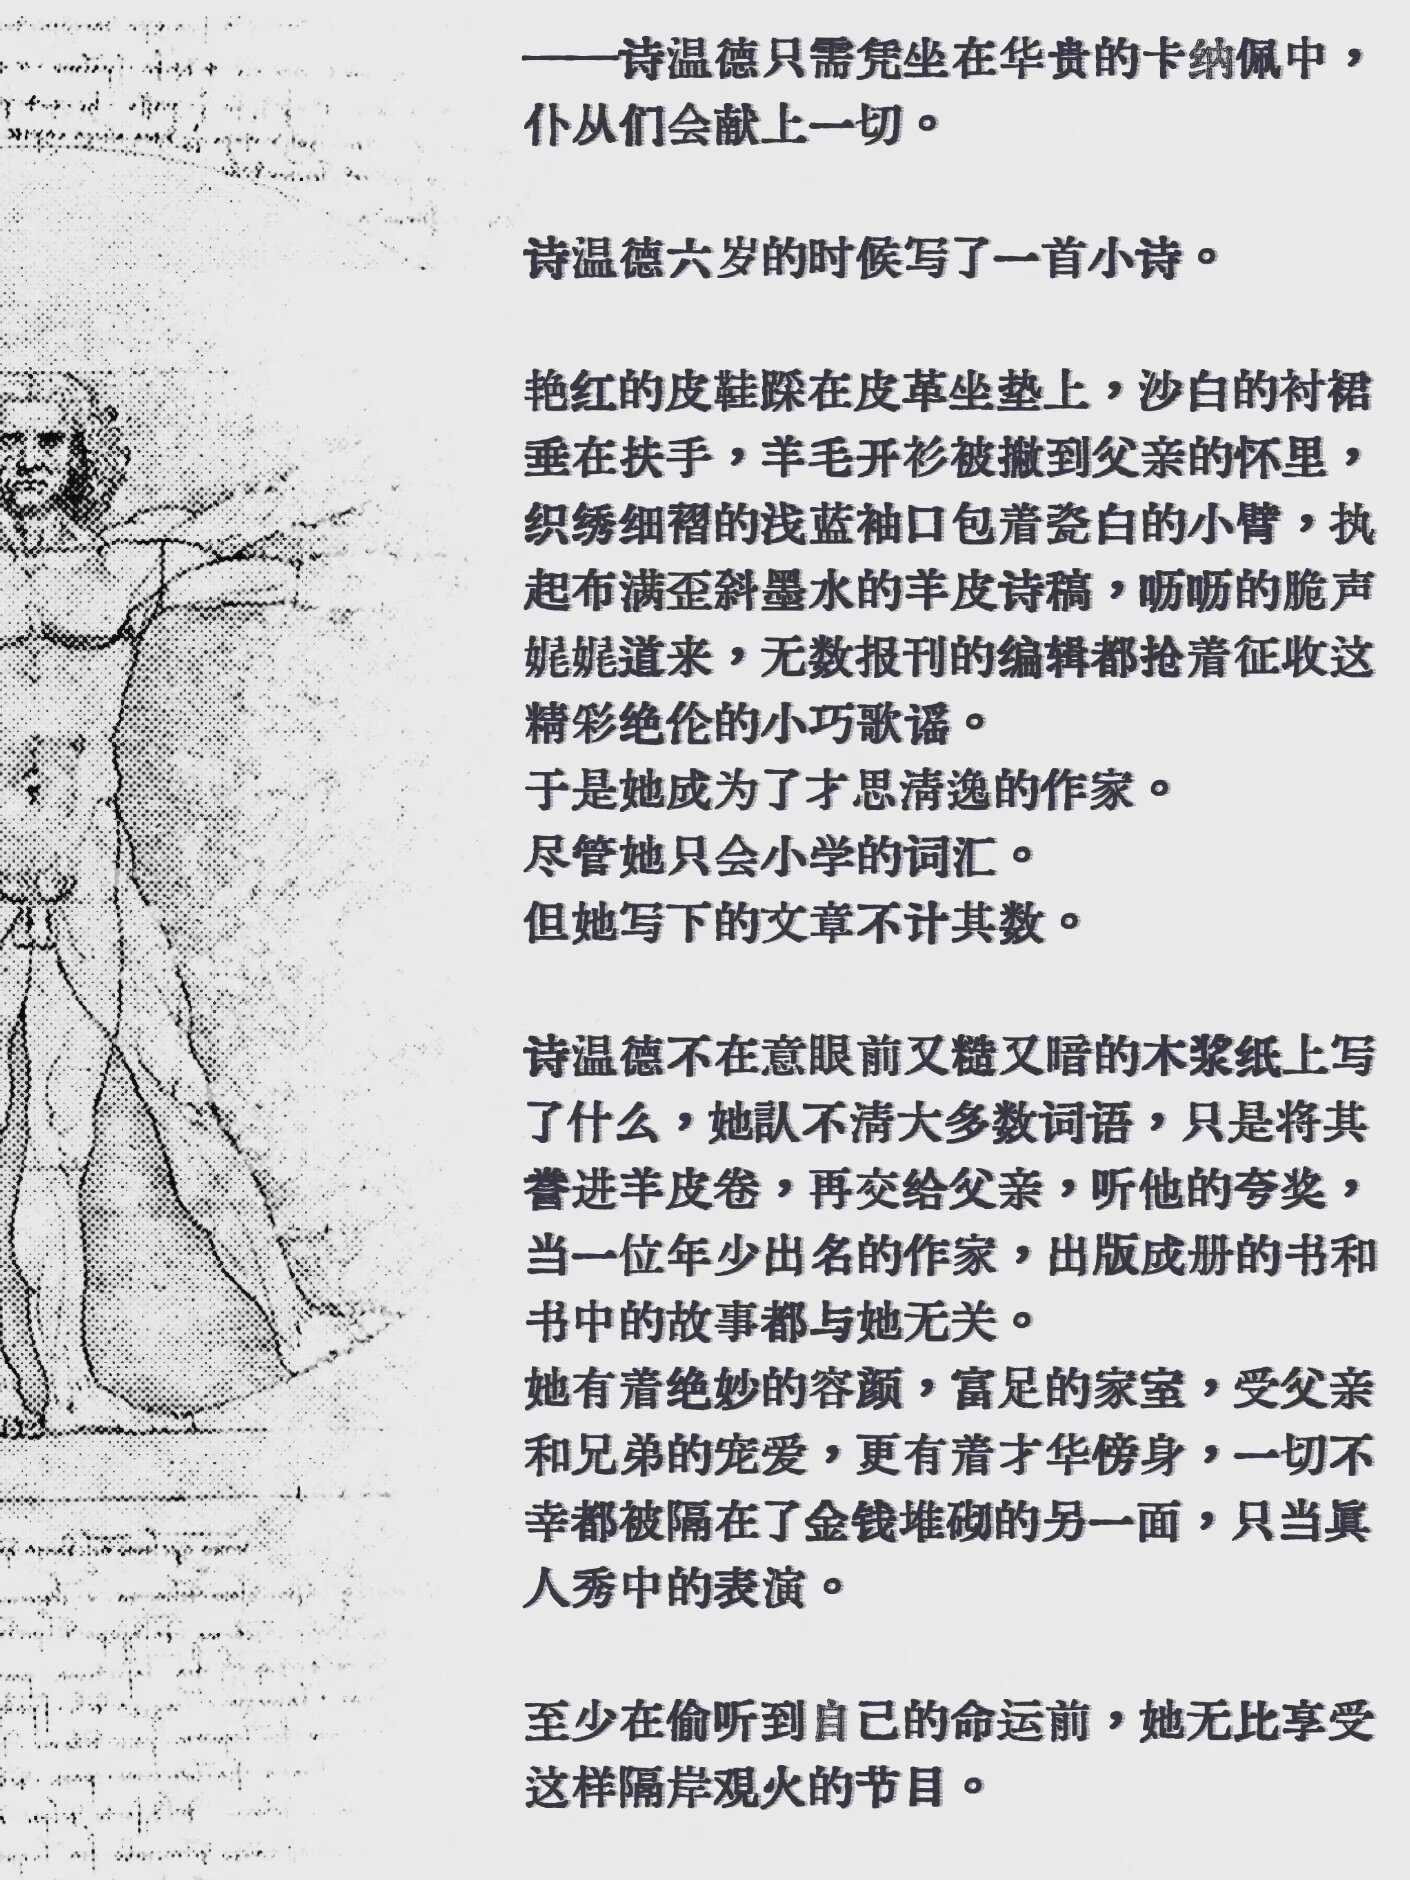 ——诗温德只需凭坐在华贵的卡纳佩中，
仆从们会献上一切。
诗温德六岁的时候写了一首小诗。
艳红的皮鞋踩在皮革坐垫上，沙白的衬裙
垂在扶手，羊毛开衫被撇到父亲的怀里，
织绣细褶的浅蓝袖口包着瓷白的小臂，执
起布满歪斜墨水的羊皮诗稿，呖呖的脆声
娓娓道来，无数报刊的编辑都抢着征收这
精彩绝伦的小巧歌谣。
于是她成为了才思清逸的作家。
尽管她只会小学的词汇。
但她写下的文章不计其数。
诗温德不在意眼前又糙又暗的木浆纸上写
了什么，她認不清大多数词语，只是将其
誊进羊皮卷，再交给父亲，听他的夸奖，
当一位年少出名的作家，出版成册的书和
书中的故事都与她无关。
她有着绝妙的容颜，富足的家室，受父亲
和兄弟的宠爱，更有着才华傍身，一切不
幸都被隔在了金钱堆砌的另一面，只当真
人秀中的表演。
至少在偷听到自己的命运前，她无比享受
这样隔岸观火的节目。